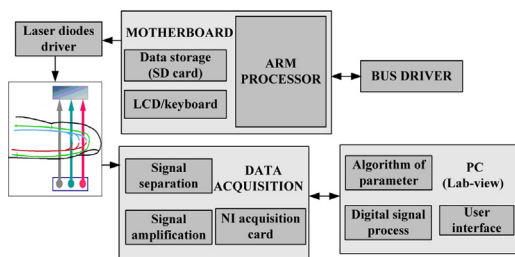 Laser diodes
driver
MOTHERBOARD
Data storage
(SD card)
LCD/keyboard
ARM
PROCESSOR
BUS DRIVER
Signal
separation
DATA
ACQUISITION
Signal
amplification
NI acquisition
card
Algorithm of
parameter
PC
(Lab-view)
Digital signal
process
User
interface